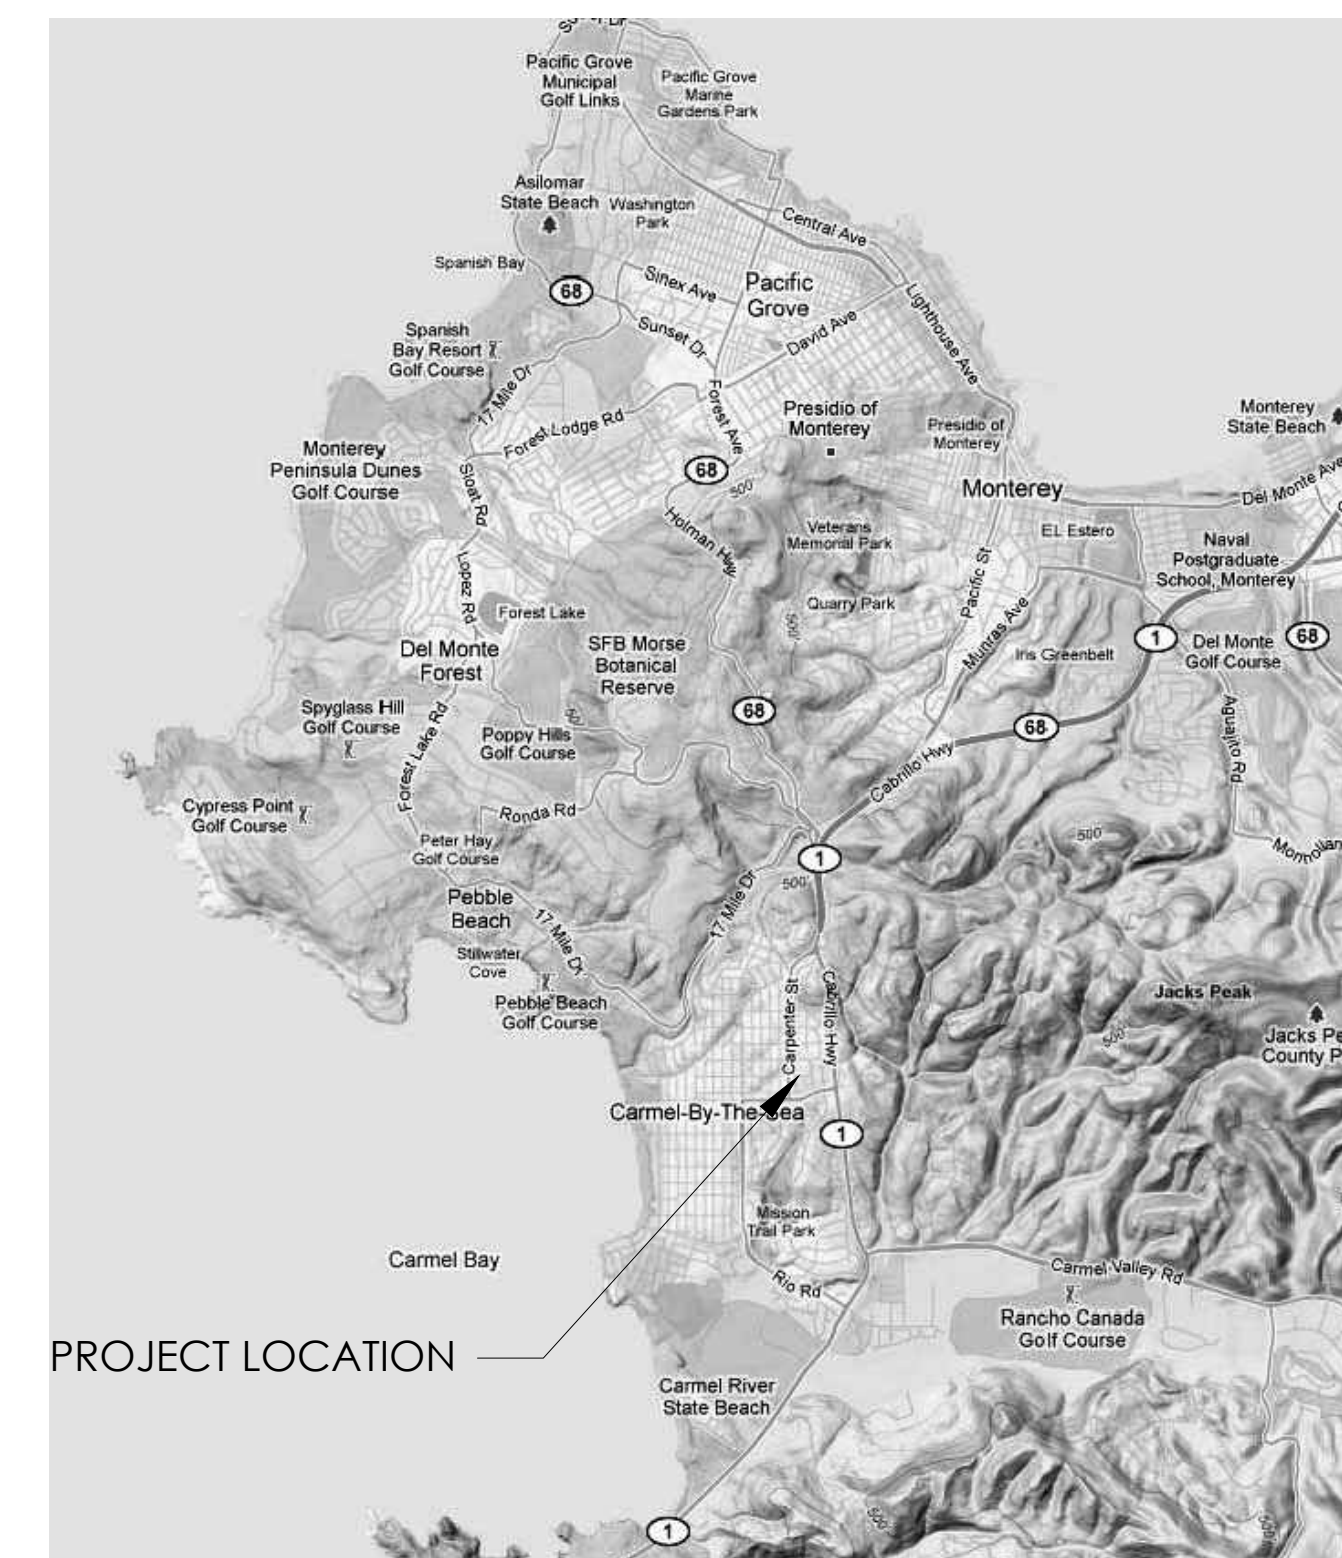 Pacific Grove
Municipal
Golf Links
Pacific Grove
Marine
Gardens Park
Asilomar
State Beach
Washington
Park
Central Ave
Spanish Bay
68
Sinex Ave
Pacific
Grove
Lighthouse Ave
Sunset Dr
David Ave
Spanish
Bay Resort
Golf Course
17 Mile Dr
Forest Lodge Rd
Forest Ave
Presidio of
Monterey
Presidio of
Monterey
Monterey
State Beach
Monterey
Peninsula Dunes
Golf Course
Sloat Rd
68
500'
Monterey
Del Monte Ave
Holman Hwy
Veterans
Memorial Park
EL Estero
Naval
Postgraduate
School, Monterey
Lopez Rd
Forest Lake
Quarry Park
Pacific St
Munras Ave
500'
1
68
Del Monte
Golf Course
Del Monte
Forest
SFB Morse
Botanical
Reserve
Iris Greenbelt
Spyglass Hill
Golf Course
Forest Lake Rd
Poppy Hills
Golf Course
68
68
Aguajito Rd
Cabrillo Hwy
Cypress Point
Golf Course
Ronda Rd
Peter Hay
Golf Course
1
500'
500'
Pebble
Beach
17 Mile Dr
17 Mile Dr
Stillwater
Cove
Pebble Beach
Golf Course
Carpenter St
Cabrillo Hwy
Jacks Peak
500'
Jacks Pe
County P
Carmel-By-The-Sea
1
Mission
Trail Park
Carmel Bay
Rio Rd
Carmel Valley Rd
Rancho Canada
Golf Course
PROJECT LOCATION
Carmel River
State Beach
500'
500'
1